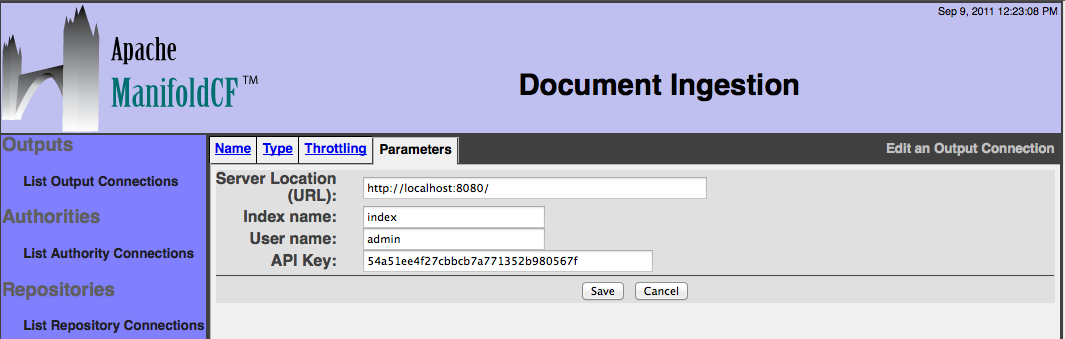 Sep 9, 2011 12:23:08 PM
Apache
ManifoldCF™
Document Ingestion
Outputs
List Output Connections
Authorities
List Authority Connections
Repositories
List Repository Connections
Name Type Throttling Parameters Edit an Output Connection
Server Location
(URL): http://localhost:8080/
Index name: index
User name: admin
API Key: 54a51ee4f27cbbcb7a771352b980567f
Save Cancel